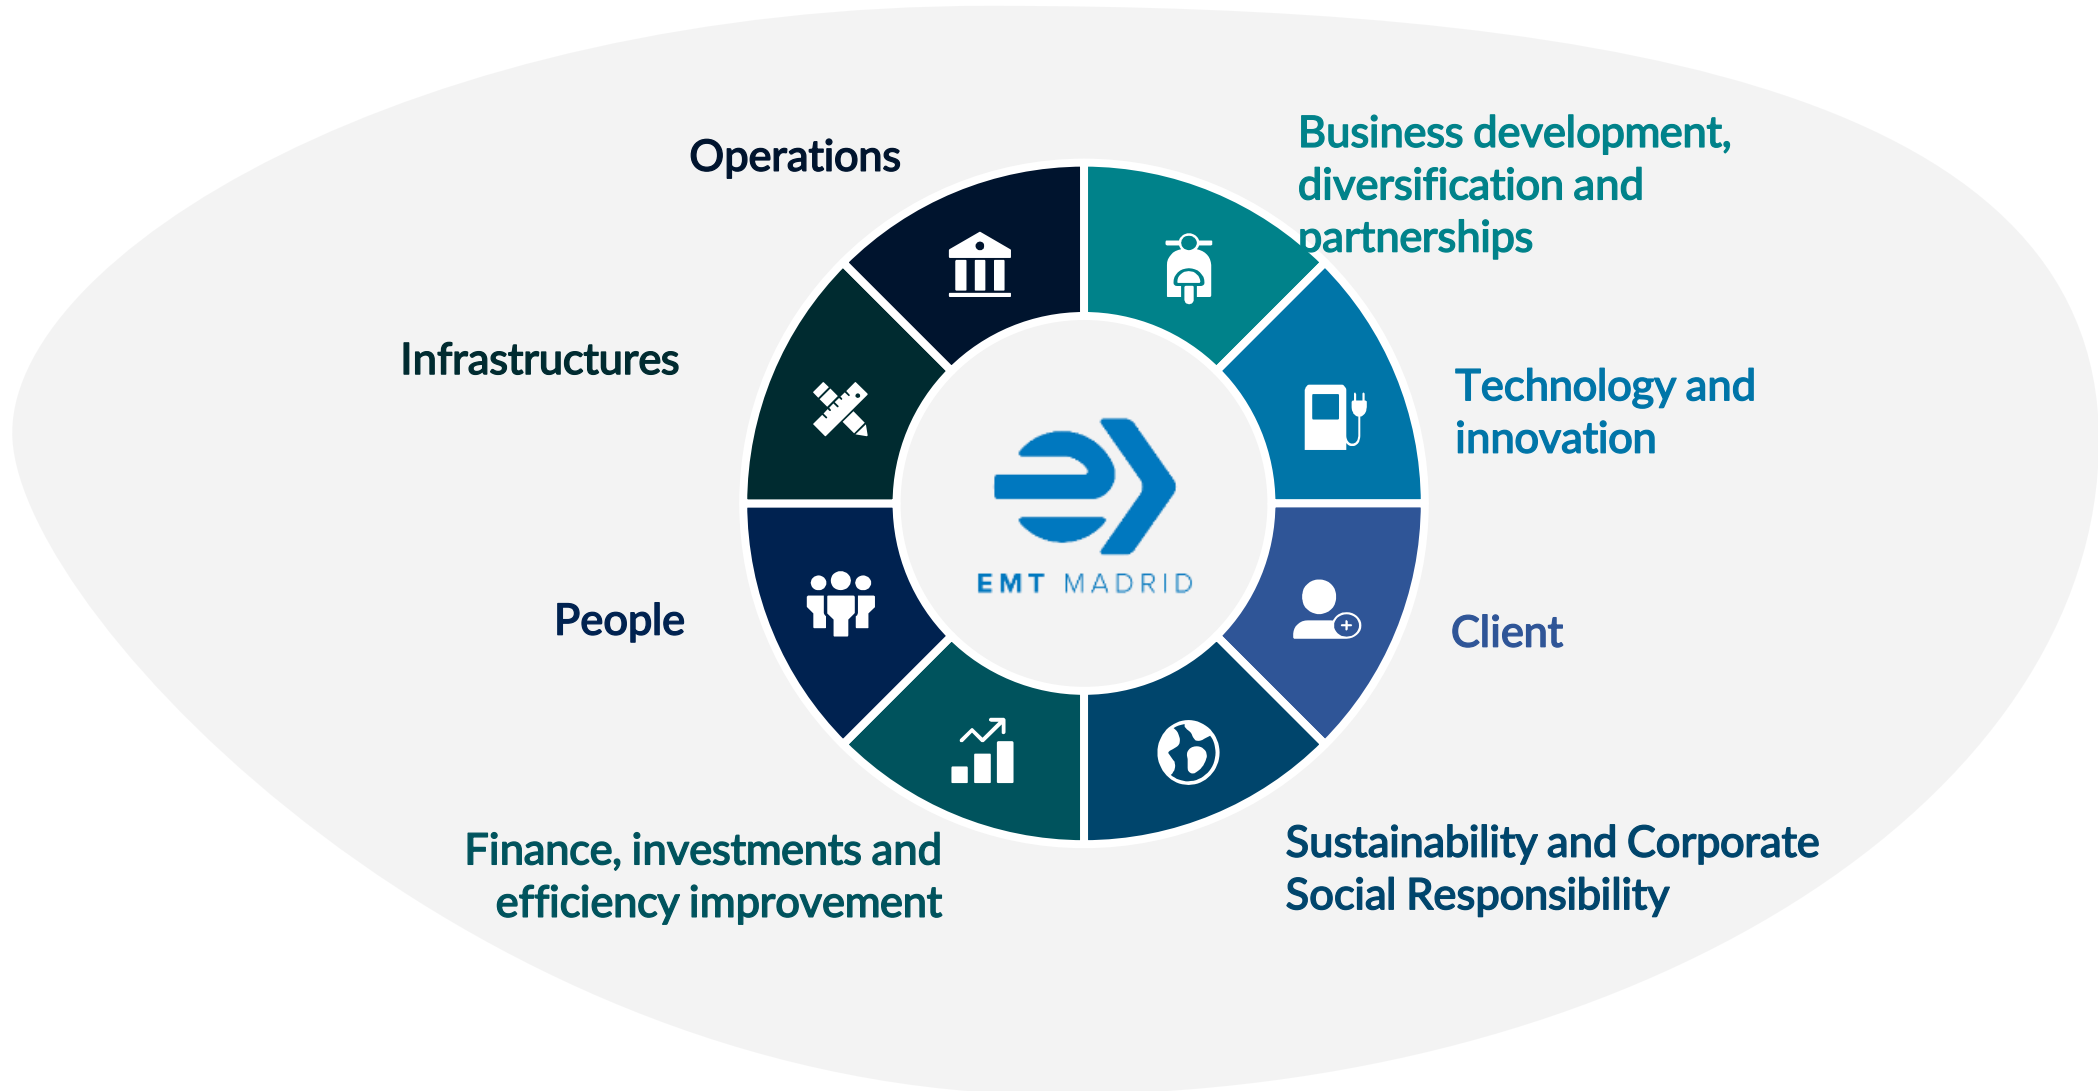 Operations
Business development,
diversification and
partnerships
Infrastructures
Technology and
innovation
EMT MADRID
People
Client
Finance, investments and
efficiency improvement
Sustainability and Corporate
Social Responsibility